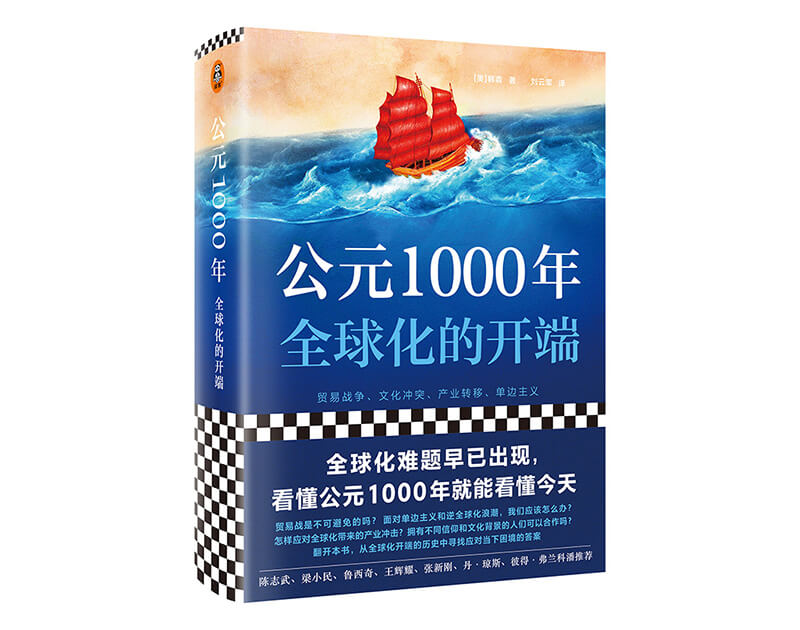 公元1000年
全球化的开端
[美]韩森 著 刘云军 译
公元1000年
全球化的开端
贸易战争、文化冲突、产业转移、单边主义
全球化难题早已出现，
看懂公元1000年就能看懂今天
贸易战是不可避免的吗？面对单边主义和逆全球化浪潮，我们应该怎么办？
怎样应对全球化带来的产业冲击？拥有不同信仰和文化背景的人们可以合作吗？
翻开本书，从全球化开端的历史中寻找应对当下困境的答案
陈志武、梁小民、鲁西奇、王辉耀、张新刚、丹·琼斯、彼得·弗兰科潘推荐